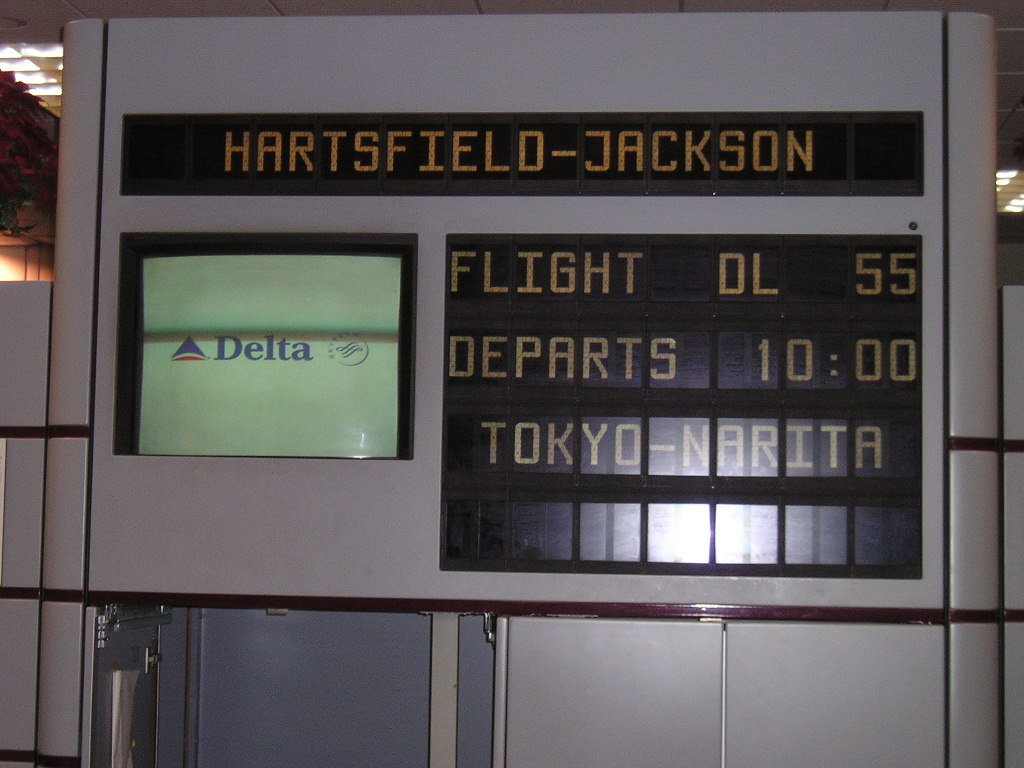 HARTSFIELD-JACKSON
FLIGHT DL 55
DEPARTS 10:00
TOKYO-NARITA
Delta